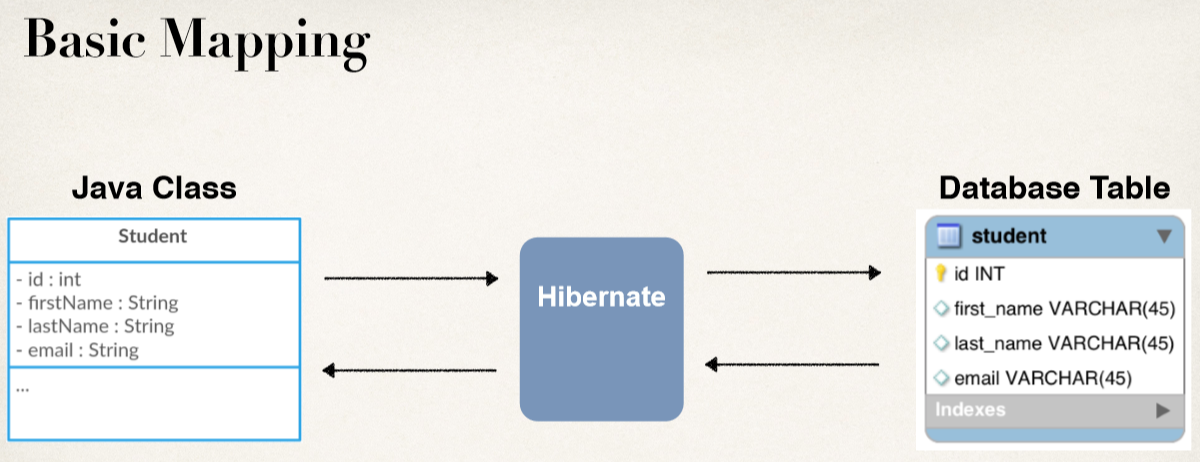 Basic Mapping
Java Class
Student
- id : int
- firstName : String
- lastName : String
- email : String
...
Hibernate
Database Table
student
id INT
first_name VARCHAR(45)
last_name VARCHAR(45)
email VARCHAR(45)
Indexes